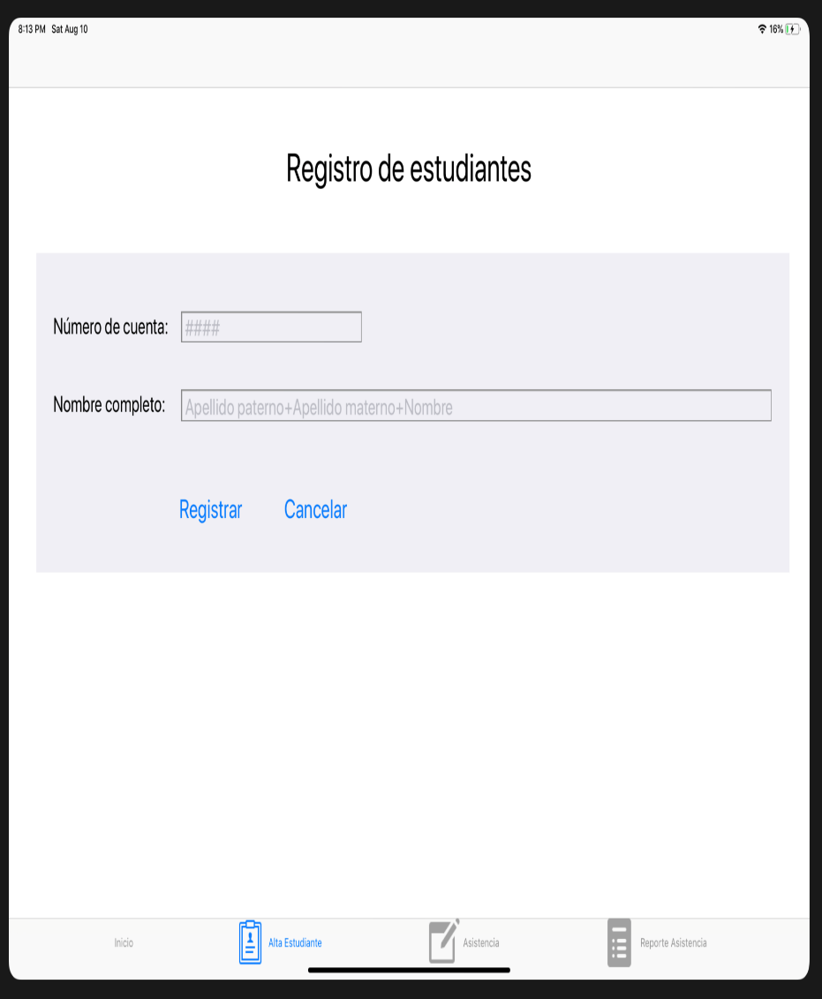 8:13 PM Sat Aug 10 16%
Registro de estudiantes
Número de cuenta: ####
Nombre completo: Apellido paterno+Apellido materno+Nombre
Registrar Cancelar
Inicio Alta Estudiante Asistencia Reporte Asistencia